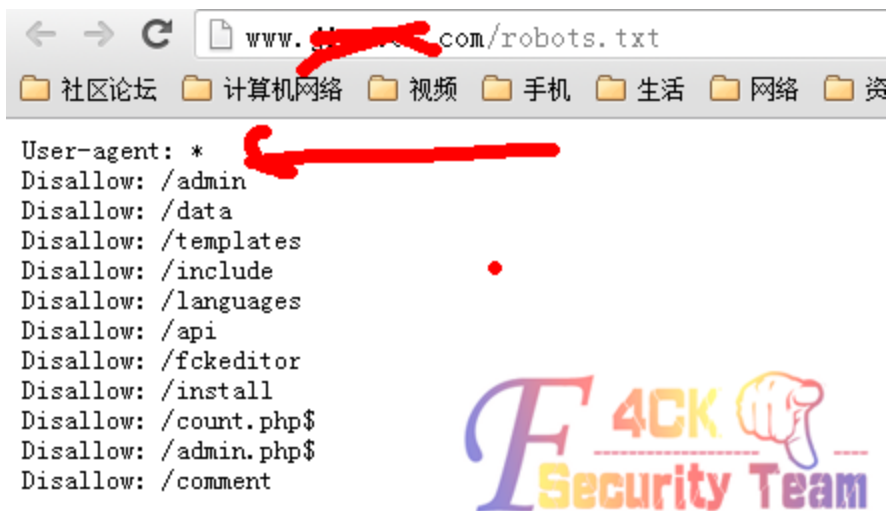 www. com/robots.txt
社区论坛 计算机网络 视频 手机 生活 网络 资
User-agent: *
Disallow: /admin
Disallow: /data
Disallow: /templates
Disallow: /include
Disallow: /languages
Disallow: /api
Disallow: /fckeditor
Disallow: /install
Disallow: /count.php$
Disallow: /admin.php$
Disallow: /comment
F4CK
Security Team